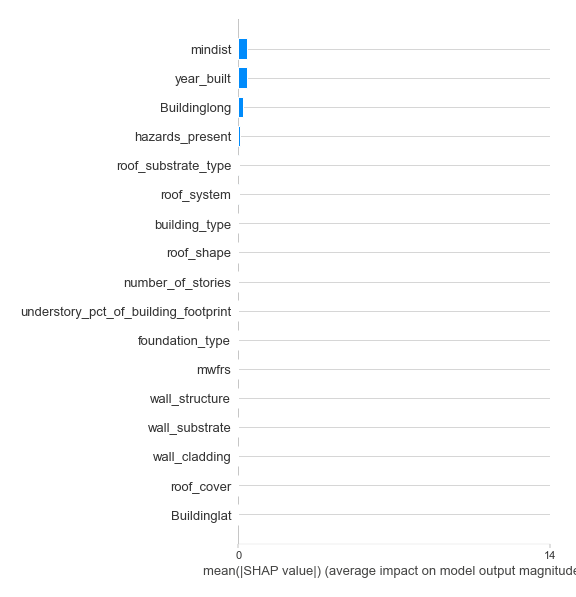 mindist
year_built
Buildinglong
hazards_present
roof_substrate_type
roof_system
building_type
roof_shape
number_of_stories
understory_pct_of_building_footprint
foundation_type
mwfrs
wall_structure
wall_substrate
wall_cladding
roof_cover
Buildinglat
0 14
mean(|SHAP value|) (average impact on model output magnitude